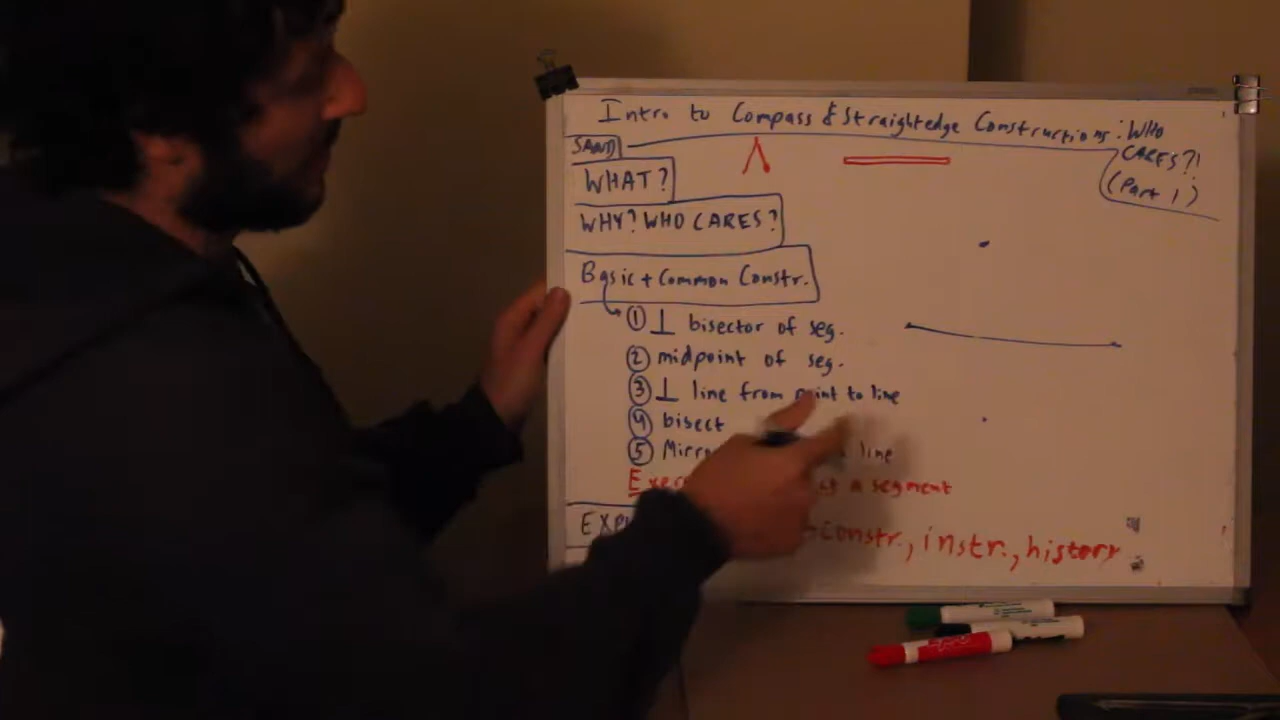 Intro to Compass & Straightedge Constructions: WHO
CARES?!
(Part 1)
SAND
WHAT?
WHY? WHO CARES?
Basic + Common Constr.
① ⊥ bisector of seg.
② midpoint of seg.
③ ⊥ line from point to line
④ bisect
⑤ line
a segment
constr., instr., history